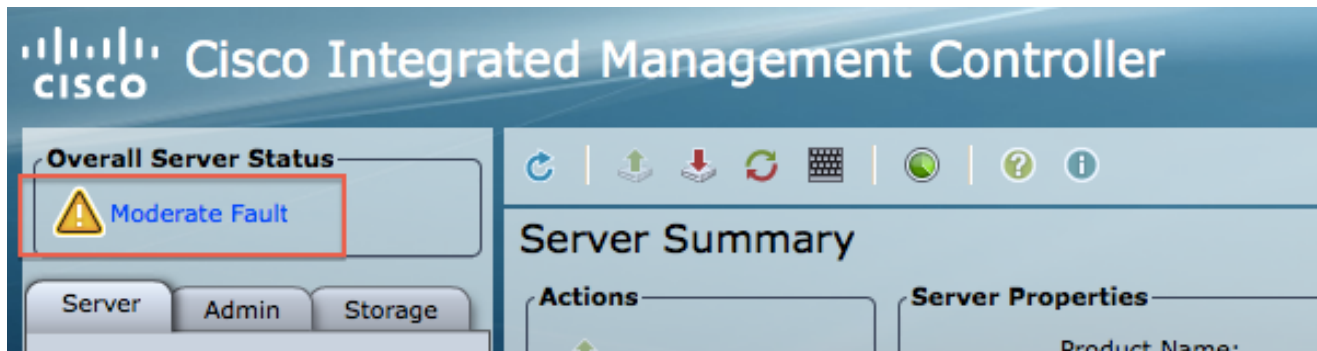 CISCO Cisco Integrated Management Controller
Overall Server Status
Moderate Fault
Server Admin Storage
Server Summary
Actions
Server Properties
Product Name: